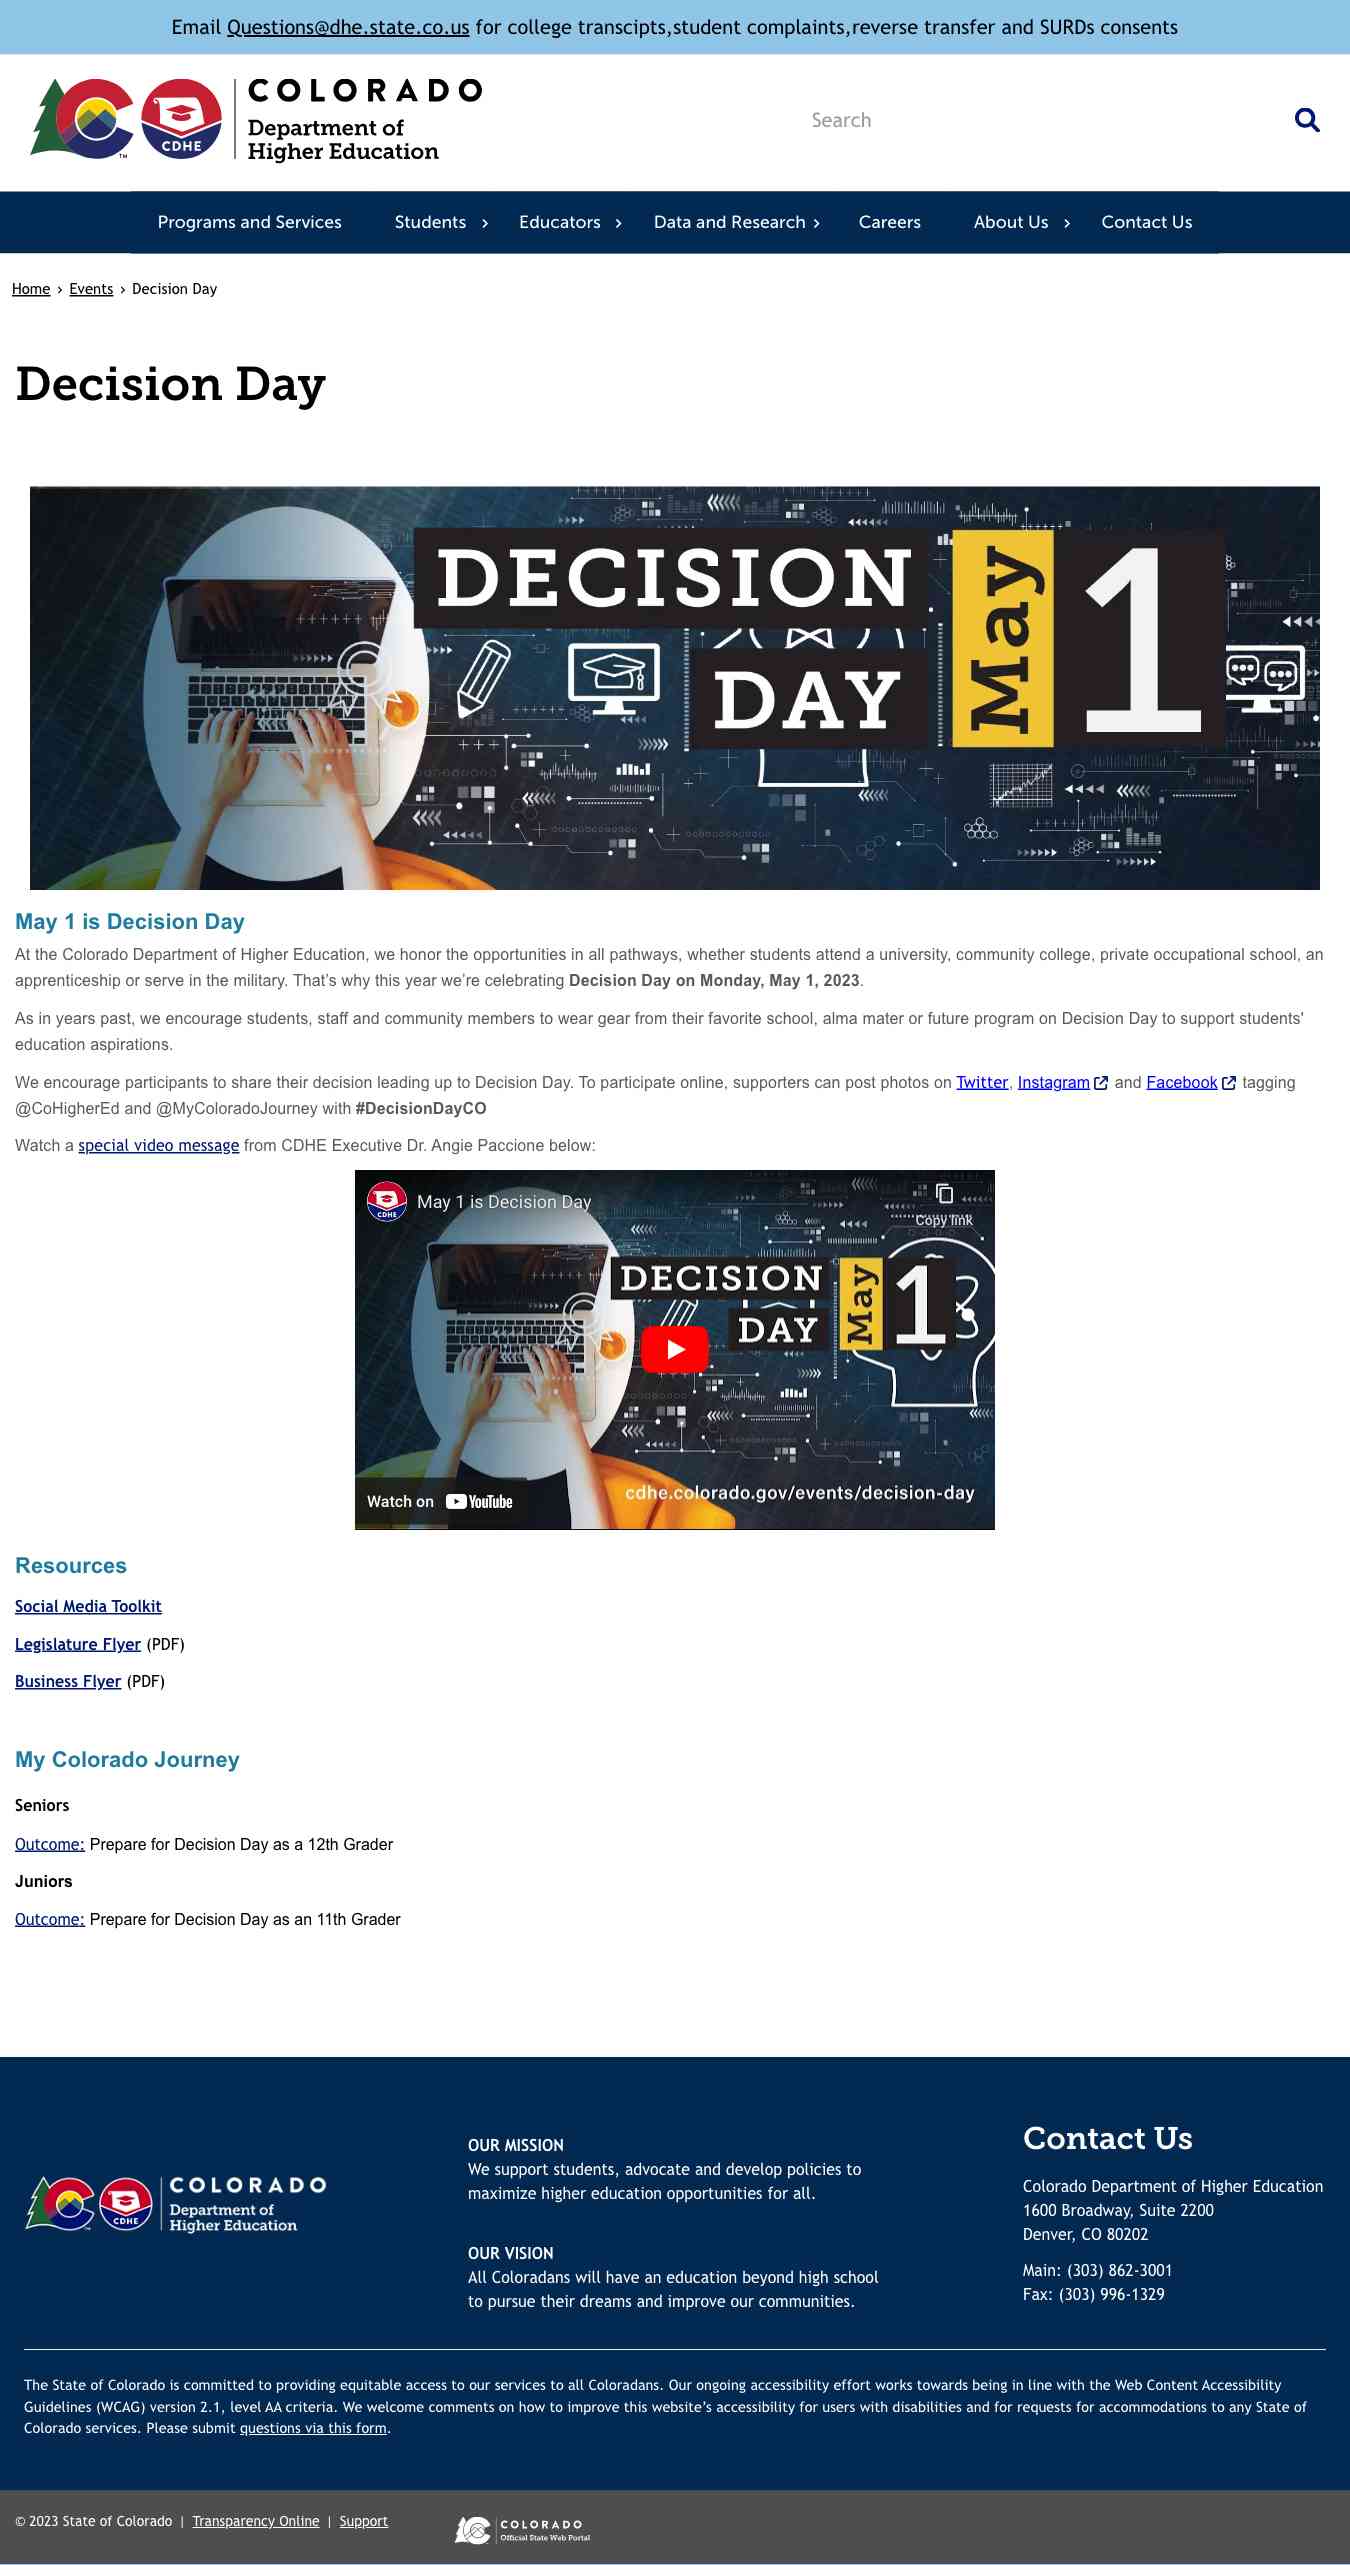 Email Questions@dhe.state.co.us for college transcipts,student complaints,reverse transfer and SURDs consents
COLORADO
Department of
Higher Education
CDHE
TM
Search
Programs and Services Students Educators Data and Research Careers About Us Contact Us
Home › Events › Decision Day
Decision Day
DECISION
DAY
May 1
May 1 is Decision Day
At the Colorado Department of Higher Education, we honor the opportunities in all pathways, whether students attend a university, community college, private occupational school, an
apprenticeship or serve in the military. That’s why this year we’re celebrating Decision Day on Monday, May 1, 2023.
As in years past, we encourage students, staff and community members to wear gear from their favorite school, alma mater or future program on Decision Day to support students'
education aspirations.
We encourage participants to share their decision leading up to Decision Day. To participate online, supporters can post photos on Twitter, Instagram and Facebook tagging
@CoHigherEd and @MyColoradoJourney with #DecisionDayCO
Watch a special video message from CDHE Executive Dr. Angie Paccione below:
CDHE
May 1 is Decision Day
Copy link
DECISION
DAY
May 1
Watch on YouTube
cdhe.colorado.gov/events/decision-day
Resources
Social Media Toolkit
Legislature Flyer (PDF)
Business Flyer (PDF)
My Colorado Journey
Seniors
Outcome: Prepare for Decision Day as a 12th Grader
Juniors
Outcome: Prepare for Decision Day as an 11th Grader
COLORADO
Department of
Higher Education
CDHE
OUR MISSION
We support students, advocate and develop policies to
maximize higher education opportunities for all.
OUR VISION
All Coloradans will have an education beyond high school
to pursue their dreams and improve our communities.
Contact Us
Colorado Department of Higher Education
1600 Broadway, Suite 2200
Denver, CO 80202
Main: (303) 862-3001
Fax: (303) 996-1329
The State of Colorado is committed to providing equitable access to our services to all Coloradans. Our ongoing accessibility effort works towards being in line with the Web Content Accessibility
Guidelines (WCAG) version 2.1, level AA criteria. We welcome comments on how to improve this website’s accessibility for users with disabilities and for requests for accommodations to any State of
Colorado services. Please submit questions via this form.
© 2023 State of Colorado | Transparency Online | Support
COLORADO
Official State Web Portal